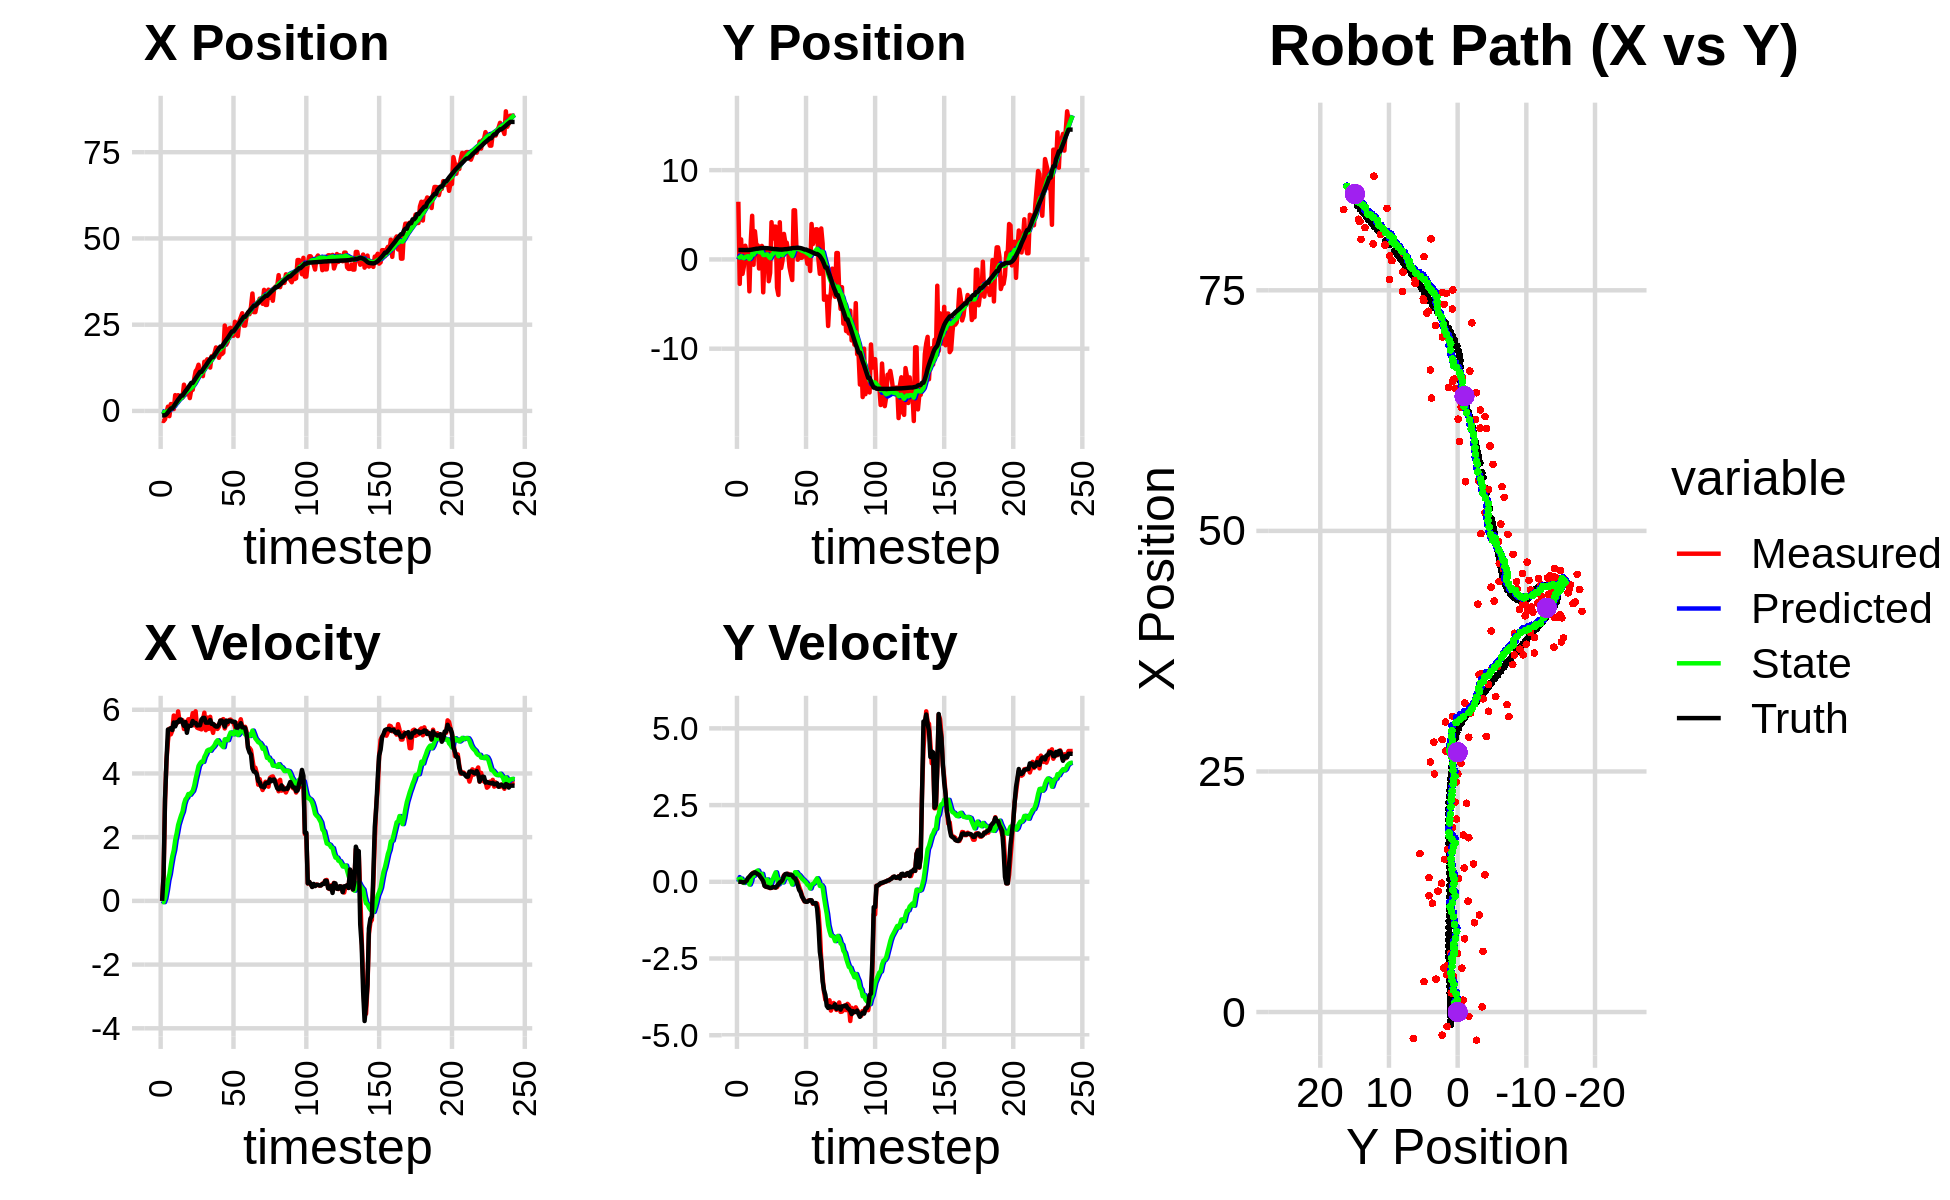 X Position
75
50
25
0
0 50 100 150 200 250
timestep
Y Position
10
0
-10
0 50 100 150 200 250
timestep
X Velocity
6
4
2
0
-2
-4
0 50 100 150 200 250
timestep
Y Velocity
5.0
2.5
0.0
-2.5
-5.0
0 50 100 150 200 250
timestep
Robot Path (X vs Y)
X Position
75
50
25
0
20 10 0 -10 -20
Y Position
variable
Measured
Predicted
State
Truth